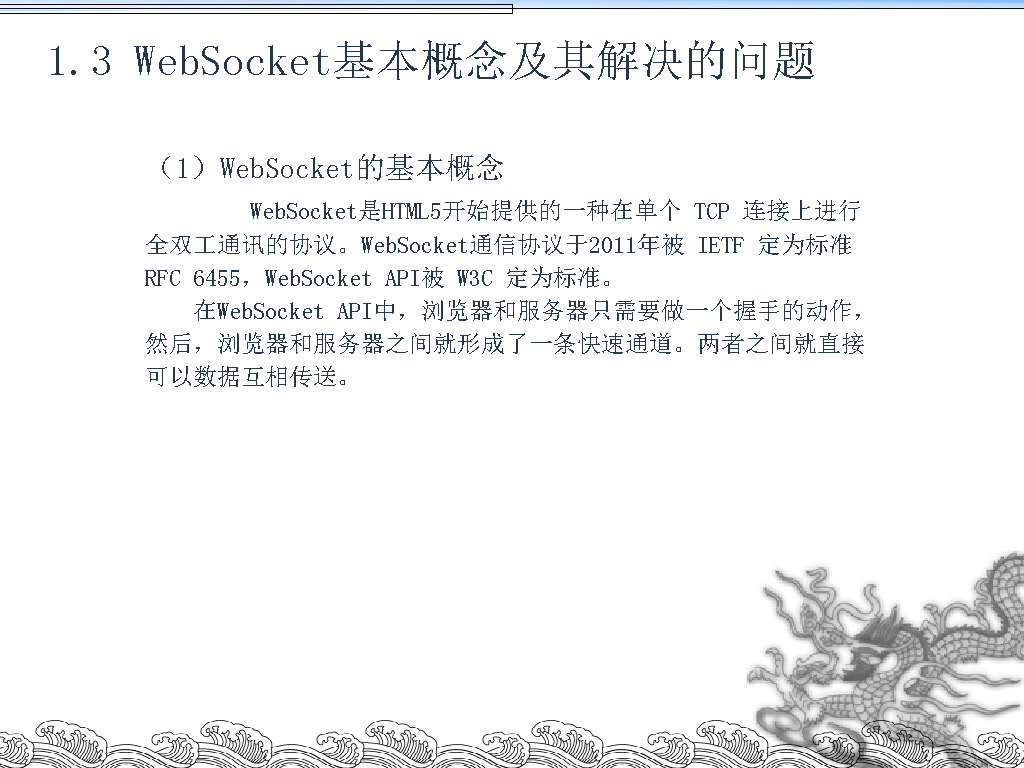 1.3 WebSocket基本概念及其解决的问题
（1）WebSocket的基本概念
WebSocket是HTML5开始提供的一种在单个 TCP 连接上进行
全双工通讯的协议。WebSocket通信协议于2011年被 IETF 定为标准
RFC 6455，WebSocket API被 W3C 定为标准。
在WebSocket API中，浏览器和服务器只需要做一个握手的动作，
然后，浏览器和服务器之间就形成了一条快速通道。两者之间就直接
可以数据互相传送。